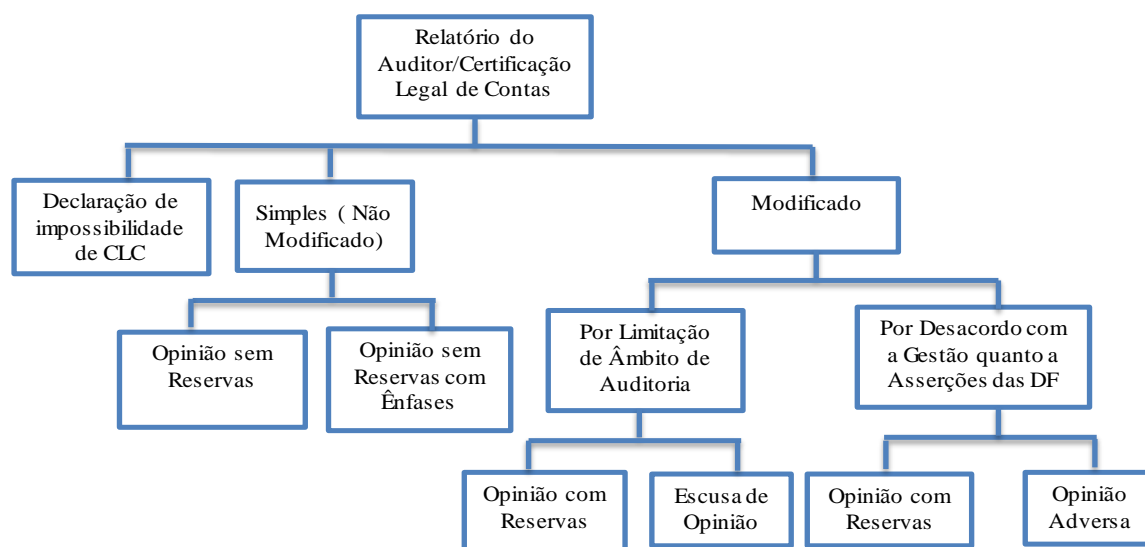 Relatório do
Auditor/Certificação
Legal de Contas
Declaração de
impossibilidade
de CLC
Simples ( Não
Modificado)
Modificado
Opinião sem
Reservas
Opinião sem
Reservas com
Ênfases
Por Limitação
de Âmbito de
Auditoria
Por Desacordo com
a Gestão quanto a
Asserções das DF
Opinião com
Reservas
Escusa de
Opinião
Opinião com
Reservas
Opinião
Adversa